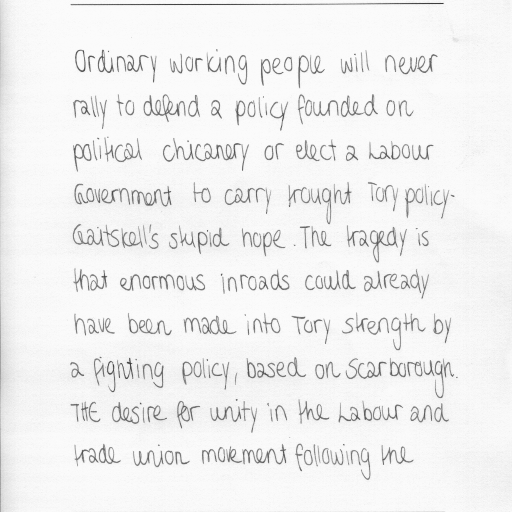 Ordinary working people will never
rally to defend a policy founded on
political chicanery or elect a Labour
Government to carry trought Tory policy-
Gaitskell's stupid hope. The tragedy is
that enormous inroads could already
have been made into Tory strength by
a fighting policy, based on Scarborough.
THE desire for unity in the Labour and
trade union movement following the